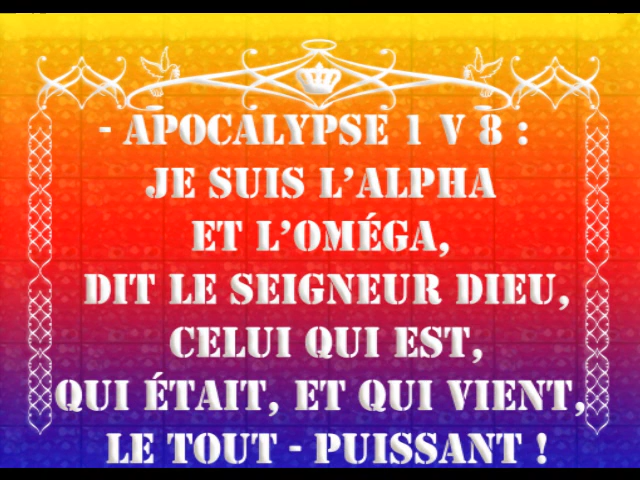 - APOCALYPSE 1 V 8 :
JE SUIS L’ALPHA
ET L’OMÉGA,
DIT LE SEIGNEUR DIEU,
CELUI QUI EST,
QUI ÉTAIT, ET QUI VIENT,
LE TOUT - PUISSANT !